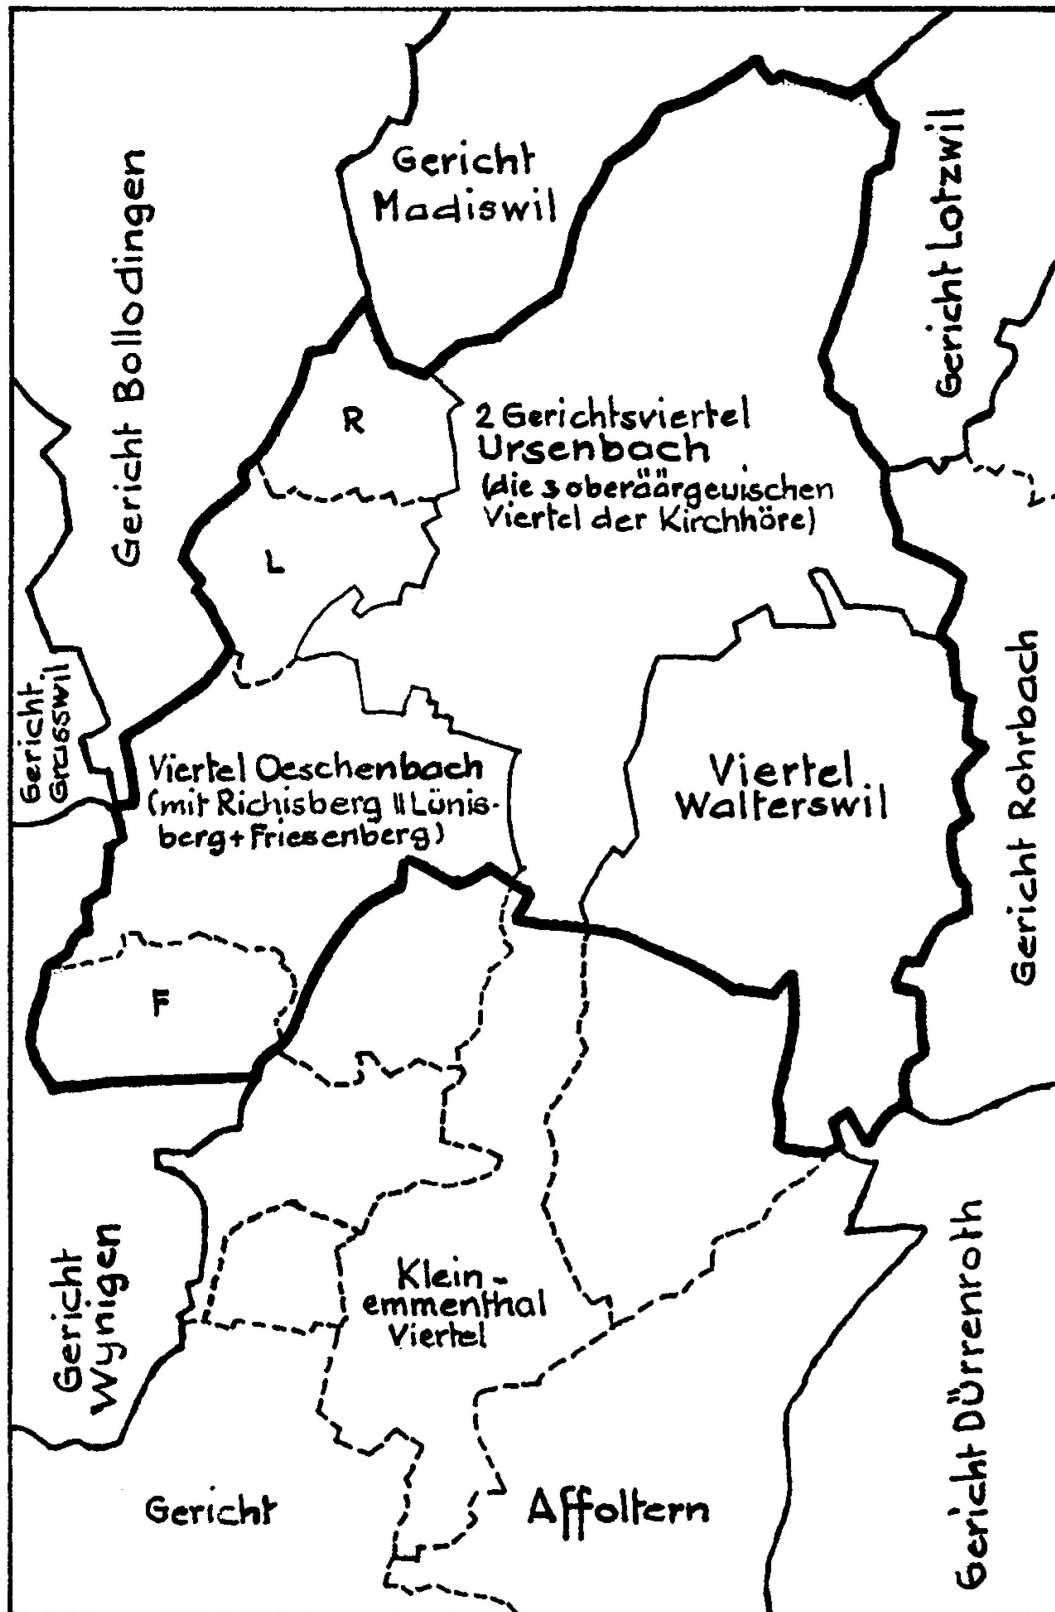 Gericht
Madiswil
Gericht Lotzwil
Gericht Bollodingen
R
2 Gerichtsviertel
Ursenbach
(die 3 oberäärgewischen
Viertel der Kirchhöre)
L
Gericht
Grasswil
Viertel Oeschenbach
(mit Richisberg II Lünis-
berg + Friesenberg)
Viertel
Walterswil
Gericht Rohrbach
F
Gericht
Wynigen
Klein-
emmenthal
Viertel
Gericht Dürrenroth
Gericht Affoltern